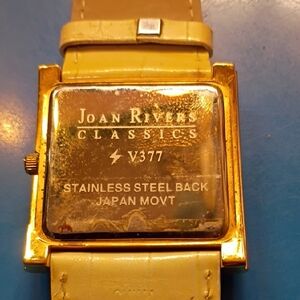 JOAN RIVERS
CLASSICS
V377
STAINLESS STEEL BACK
JAPAN MOVT